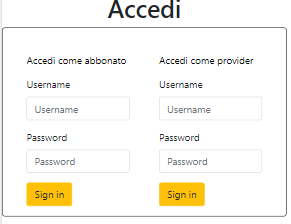 Accedi
Accedi come abbonato
Username
Username
Password
Password
Sign in
Accedi come provider
Username
Username
Password
Password
Sign in